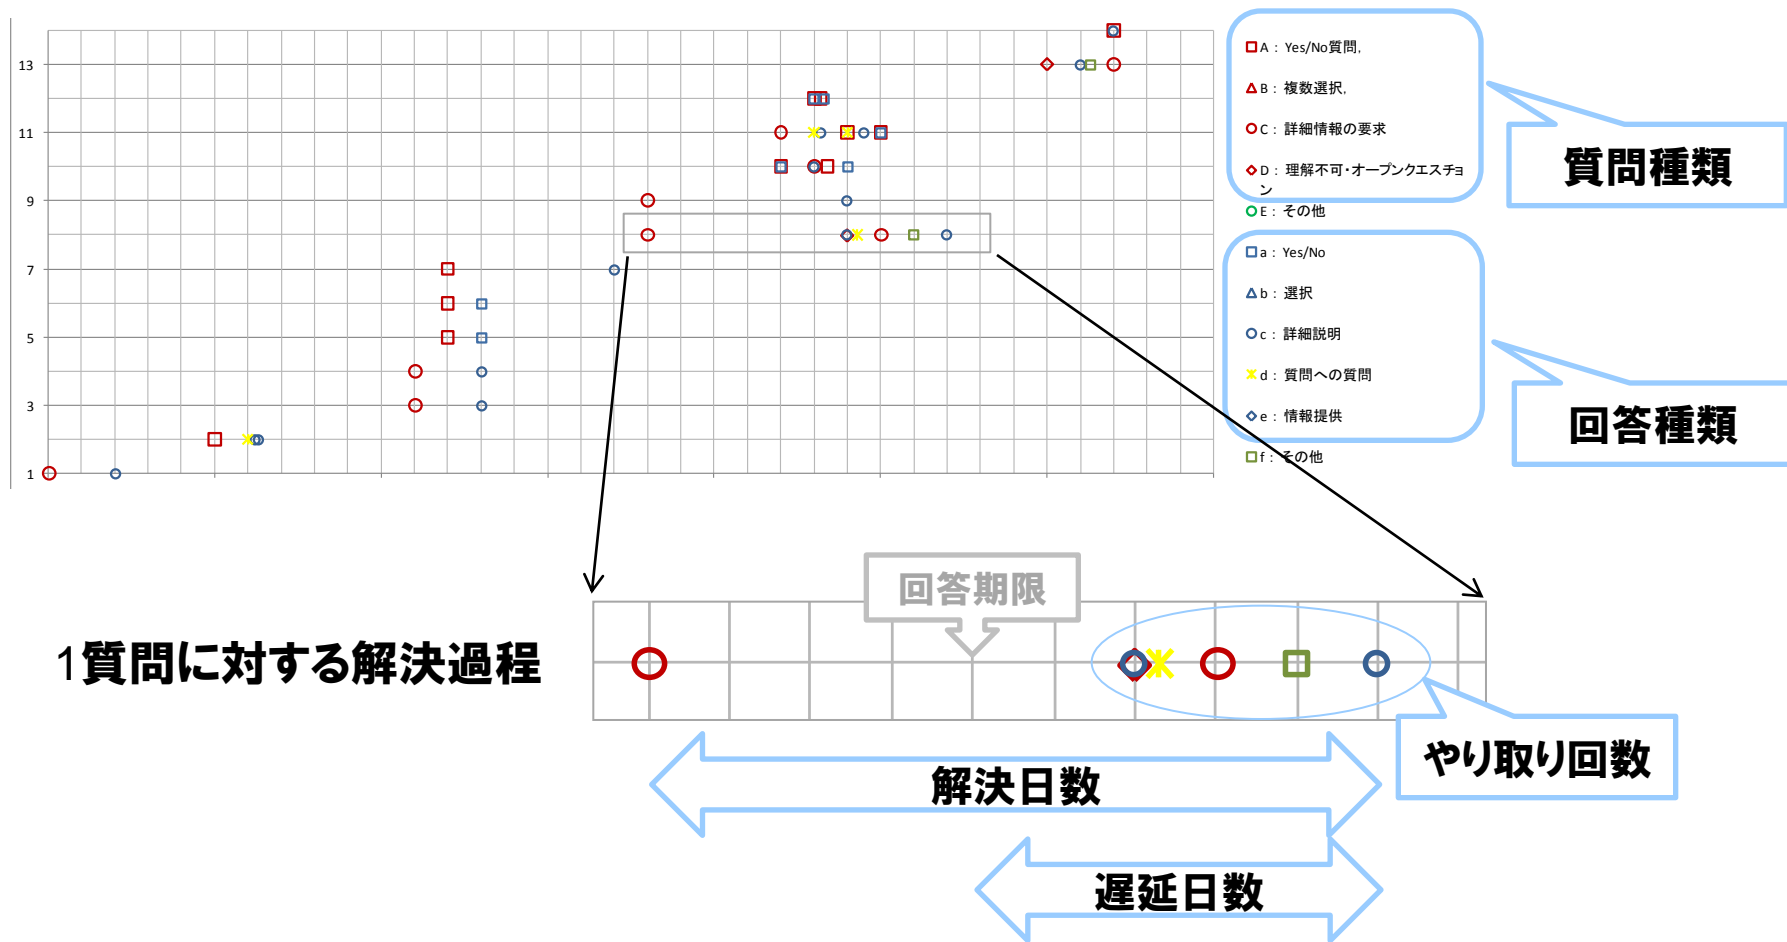 13
11
9
7
5
3
1
A： Yes/No質問,
B： 複数選択,
C： 詳細情報の要求
D： 理解不可・オープンクエスチョ
ン
E： その他
a： Yes/No
b： 選択
c： 詳細説明
d： 質問への質問
e： 情報提供
f： その他
質問種類
回答種類
回答期限
1質問に対する解決過程
やり取り回数
解決日数
遅延日数